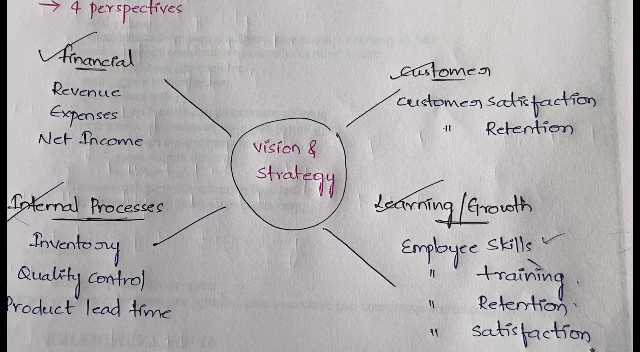 → 4 perspectives
Financial
Revenue
Expenses
Net Income
Customer
Customer satisfaction
" Retention
Vision &
Strategy
Internal Processes
Inventory
Quality control
Product lead time
Learning/Growth
Employee Skills ✓
" training.
" Retention.
" satisfaction